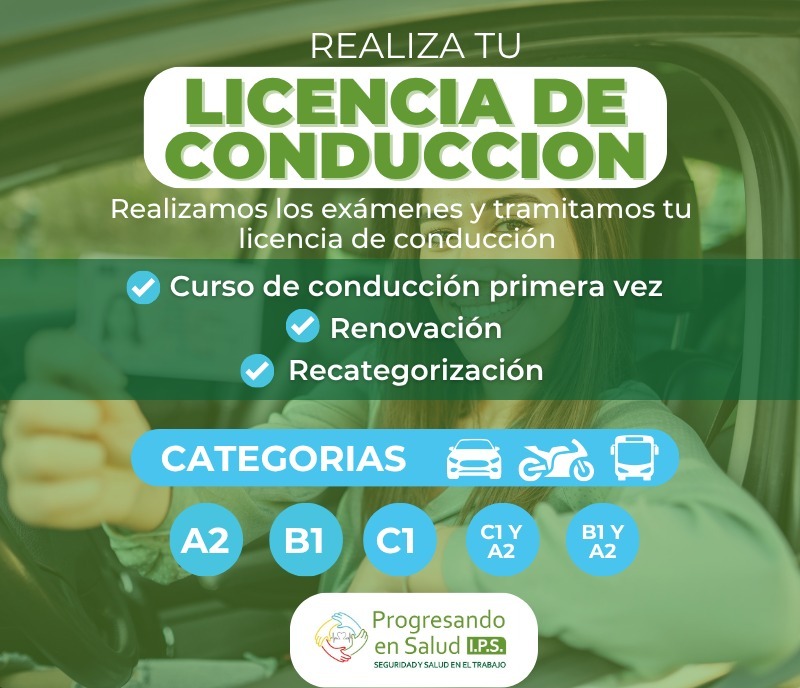 REALIZA TU
LICENCIA DE
CONDUCCION
Realizamos los exámenes y tramitamos tu
licencia de conducción
Curso de conducción primera vez
Renovación
Recategorización
CATEGORIAS
A2
B1
C1
C1 Y
A2
B1 Y
A2
Progresando
en Salud I.P.S.
SEGURIDAD Y SALUD EN EL TRABAJO